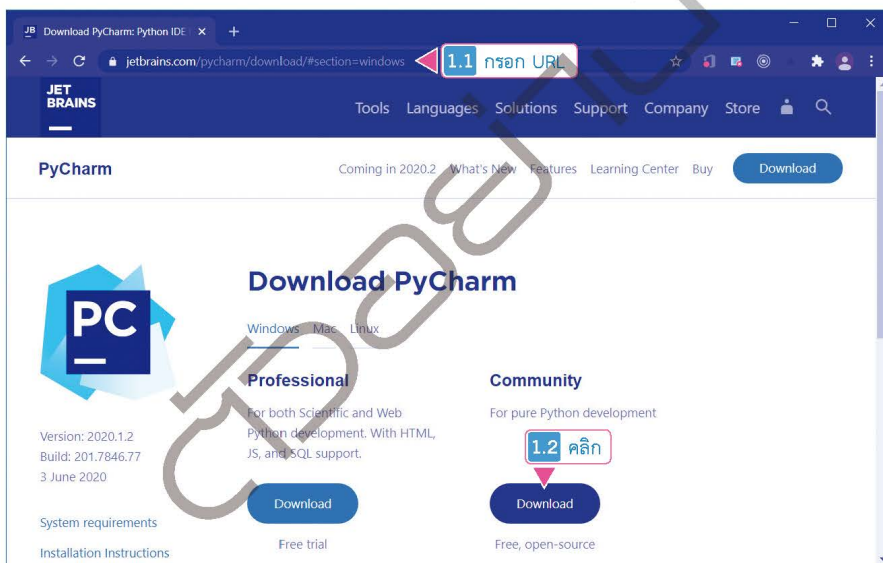 JB Download PyCharm: Python IDE
jetbrains.com/pycharm/download/#section=windows
1.1 กรอก URL
JET
BRAINS
Tools Languages Solutions Support Company Store
PyCharm
Coming in 2020.2 What's New Features Learning Center Buy Download
Download PyCharm
PC
Windows Mac Linux
Professional
For both Scientific and Web
Python development. With HTML,
JS, and SQL support.
Download
Free trial
Community
For pure Python development
1.2 คลิก
Download
Free, open-source
Version: 2020.1.2
Build: 201.7846.77
3 June 2020
System requirements
Installation Instructions